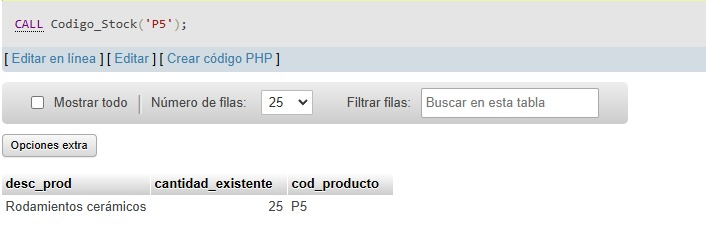 CALL Codigo_Stock('P5');
[ Editar en línea ] [ Editar ] [ Crear código PHP ]
Mostrar todo | Número de filas: 25 Filtrar filas: Buscar en esta tabla
Opciones extra
desc_prod cantidad_existente cod_producto
Rodamientos cerámicos 25 P5